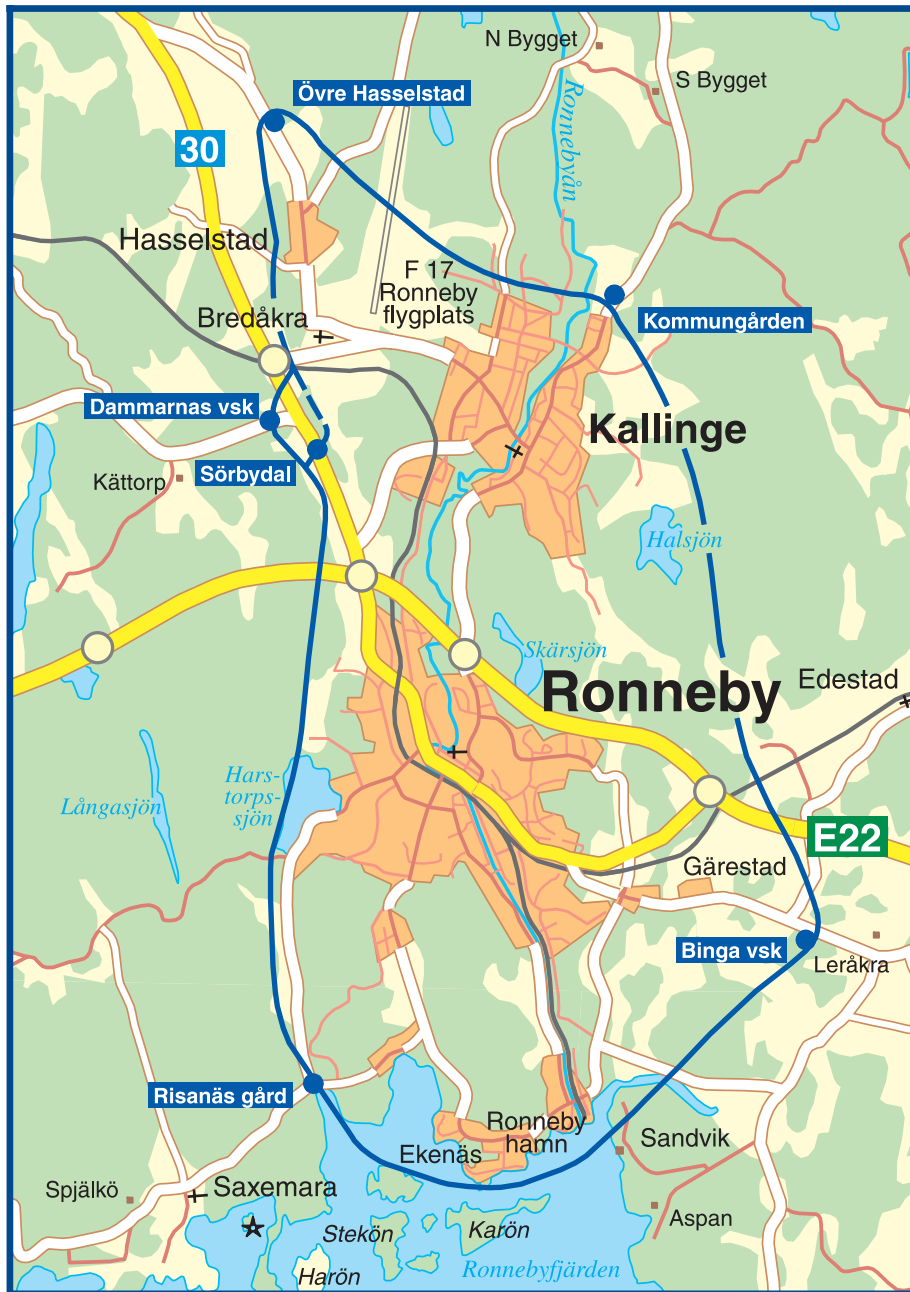 N Bygget
S Bygget
Övre Hasselstad
Ronnebyån
30
Hasselstad
F 17
Ronneby
flygplats
Bredåkra
Kommungården
Dammarnas vsk
Kallinge
Sörbydal
Kättorp
Halsjön
Skärsjön
Ronneby
Edestad
Hars-
torps-
sjön
Långasjön
E22
Gärestad
Binga vsk
Leråkra
Risanäs gård
Ronneby
hamn
Sandvik
Ekenäs
Saxemara
Spjälkö
Aspan
Stekön
Karön
Harön
Ronnebyfjärden